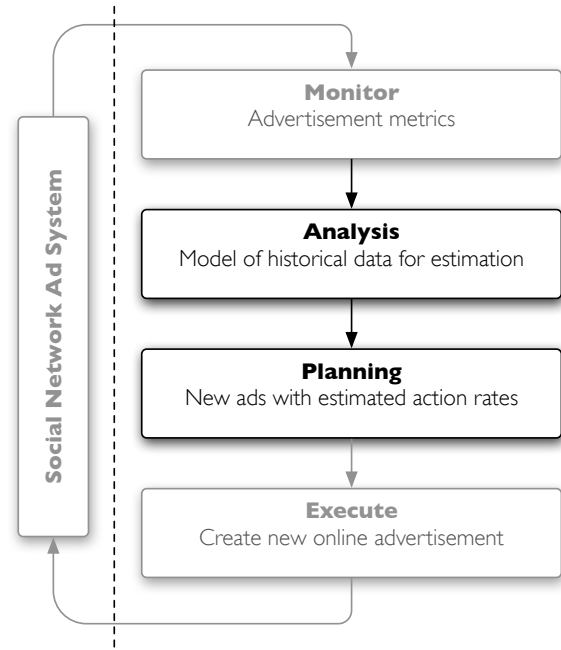 Social Network Ad System
Monitor
Advertisement metrics
Analysis
Model of historical data for estimation
Planning
New ads with estimated action rates
Execute
Create new online advertisement